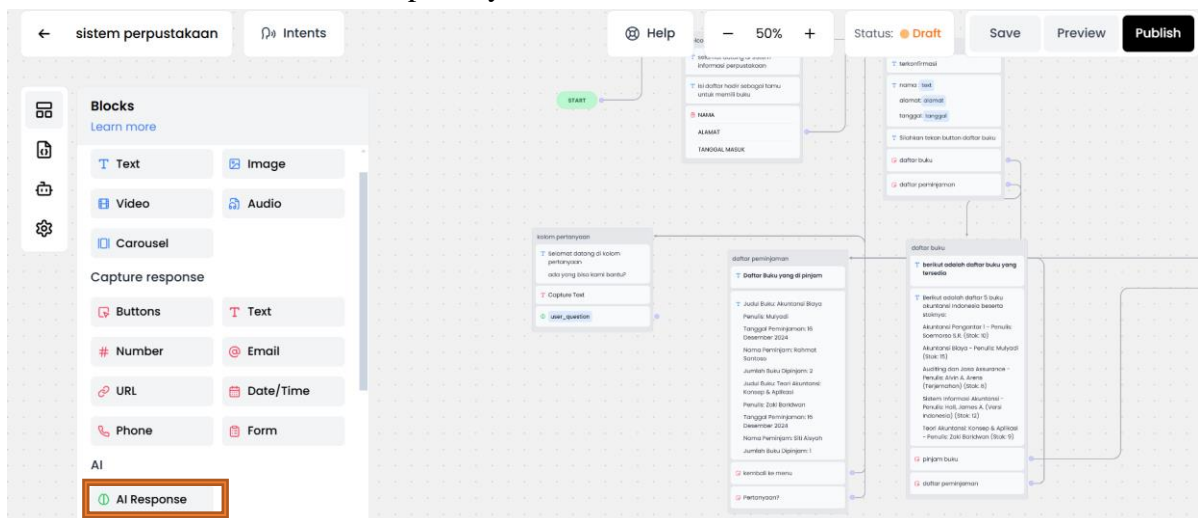 sistem perpustakaan
Intents
Help
50%
Status: Draft
Save
Preview
Publish
Blocks
Learn more
Text
Image
Video
Audio
Carousel
Capture response
Buttons
Text
Number
Email
URL
Date/Time
Phone
Form
AI
AI Response
START
informasi perpustakaan
isi daftar hadir sebagai tamu
untuk memili buku
NAMA
ALAMAT
TANGGAL MASUK
terkonfirmasi
nama: text
alamat: alamat
tanggal: tanggal
Silahkan tekan button daftar buku
daftar buku
daftar peminjaman
kolom pertanyaan
Selamat datang di kolom
pertanyaan
ada yang bisa kami bantu?
Capture Text
user_question
daftar peminjaman
Daftar Buku yang di pinjam
Judul Buku: Akuntansi Biaya
Penulis: Mulyadi
Tanggal Peminjaman: 16
Desember 2024
Nama Peminjam: Rahmat
Santoso
Jumlah Buku Dipinjam: 2
Judul Buku: Teori Akuntansi:
Konsep & Aplikasi
Penulis: Zaki Baridwan
Tanggal Peminjaman: 16
Desember 2024
Nama Peminjam: Siti Aisyah
Jumlah Buku Dipinjam: 1
kembali ke menu
Pertanyaan?
daftar buku
berikut adalah daftar buku yang
tersedia
Berikut adalah daftar 5 buku
akuntansi Indonesia beserta
stoknya:
Akuntansi Pengantar 1 - Penulis:
Soemarso S.R. (Stok: 10)
Akuntansi Biaya - Penulis: Mulyadi
(Stok: 15)
Auditing dan Jasa Assurance -
Penulis: Alvin A. Arens
(Terjemahan) (Stok: 8)
Sistem Informasi Akuntansi -
Penulis: Hall, James A. (Versi
Indonesia) (Stok: 12)
Teori Akuntansi: Konsep & Aplikasi
- Penulis: Zaki Baridwan (Stok: 9)
pinjam buku
daftar peminjaman